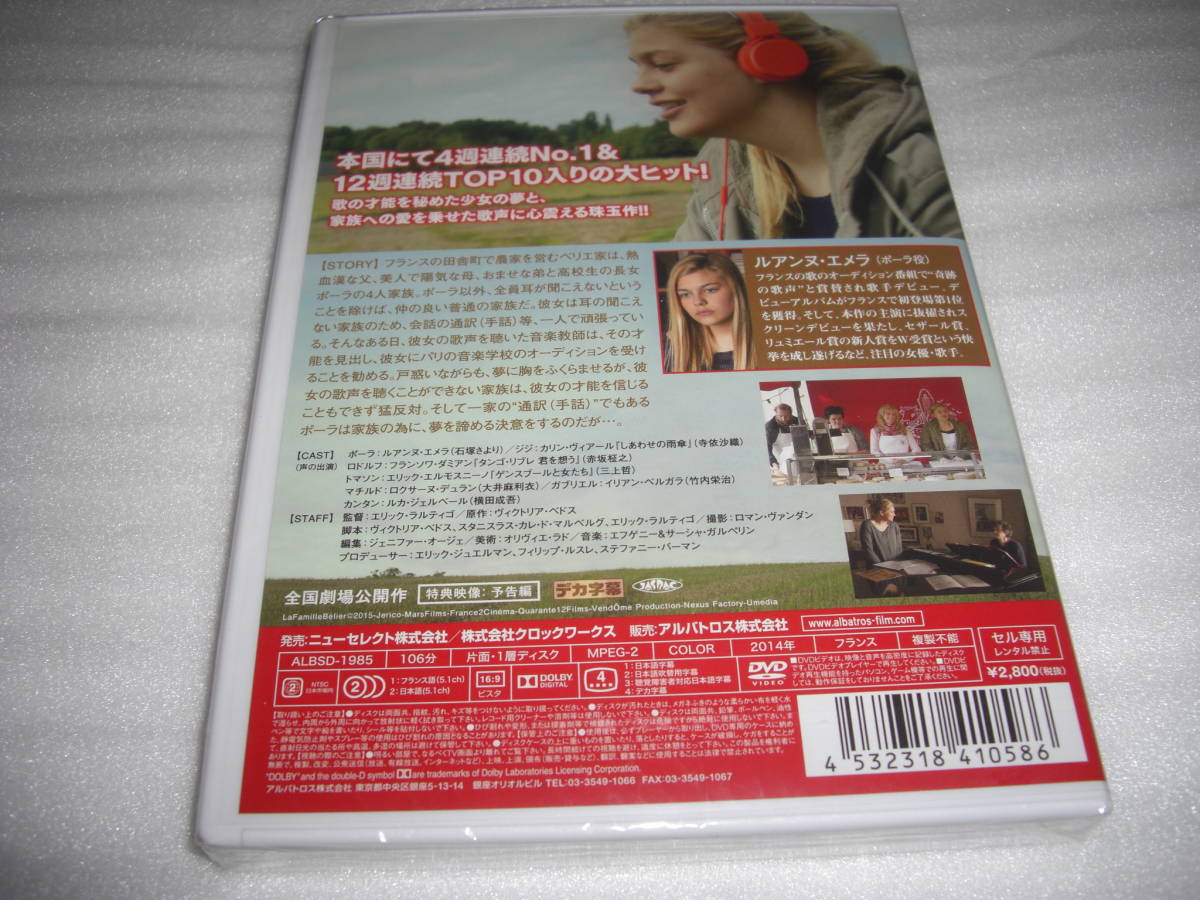 本国にて4週連続No.1&
12週連続TOP10入りの大ヒット!
歌の才能を秘めた少女の夢と、
家族への愛を乗せた歌声に心震える珠玉作!!
【STORY】フランスの田舎町で農家を営むベリエ家は、熱
血漢な父、美人で陽気な母、おませな弟と高校生の長女
ポーラの4人家族。ポーラ以外、全員耳が聞こえないという
ことを除けば、仲の良い普通の家族だ。彼女は耳の聞こえ
ない家族のため、会話の通訳(手話)等、一人で頑張ってい
る。そんなある日、彼女の歌声を聴いた音楽教師は、その才
能を見出し、彼女にパリの音楽学校のオーディションを受け
ることを勧める。戸惑いながらも、夢に胸をふくらませるが、彼
女の歌声を聴くことができない家族は、彼女の才能を信じる
こともできず猛反対。そして一家の“通訳(手話)”でもある
ポーラは家族の為に、夢を諦める決意をするのだが…。
ルアンヌ・エメラ(ポーラ役)
フランスの歌のオーディション番組で“奇跡
の歌声”と賞賛され歌手デビュー。デ
ビューアルバムがフランスで初登場第1位
を獲得。そして、本作の主演に抜擢されス
クリーンデビューを果たし、セザール賞、
リュミエール賞の新人賞をW受賞という快
挙を成し遂げるなど、注目の女優・歌手。
【CAST】 ポーラ:ルアンヌ・エメラ(石塚さより)/ジジ:カリン・ヴィアール『しあわせの雨傘』(寺依沙織)
(声の出演) ロドルフ:フランソワ・ダミアン『タンゴ・リブレ 君を想う』(赤坂柾之)
トマソン:エリック・エルモスニーノ『ゲンスブールと女たち』(三上哲)
マチルド:ロクサーヌ・デュラン(大井麻利衣)/ガブリエル:イリアン・ベルガラ(竹内栄治)
カンタン:ルカ・ジェルベール(横田成吾)
【STAFF】 監督:エリック・ラルティゴ/原作:ヴィクトリア・ベドス
脚本:ヴィクトリア・ベドス、スタニスラス・カレ・ド・マルベルグ、エリック・ラルティゴ/撮影:ロマン・ヴァンダン
編集:ジェニファー・オージェ/美術:オリヴィエ・ラド/音楽:エフゲニー&サーシャ・ガルペリン
プロデューサー:エリック・ジュエルマン、フィリップ・ルスレ、ステファニー・バーマン
全国劇場公開作 特典映像:予告編 デカ字幕 JASRAC
LaFamilleBélier©2015-Jerico-MarsFilms-France2Cinéma-Quarante12Films-VendÔme Production-Nexus Factory-Umedia
発売:ニューセレクト株式会社/株式会社クロックワークス 販売:アルバトロス株式会社 www.albatros-film.com
ALBSD-1985 106分 片面・1層ディスク MPEG-2 COLOR 2014年 フランス 複製不能
セル専用
レンタル禁止
¥2,800(税抜)
2 NTSC 日本市場向
2 1:フランス語(5.1ch)
2:日本語(5.1ch)
16:9
ビスタ
DOLBY
DIGITAL
4
1:日本語字幕
2:日本語吹替用字幕
3:聴覚障害者対応日本語字幕
4:デカ字幕
DVD
VIDEO
4 532318 410586
"DOLBY" and the double-D symbol are trademarks of Dolby Laboratories Licensing Corporation.
アルバトロス株式会社 東京都中央区銀座5-13-14 銀座オリオルビル TEL:03-3549-1066 FAX:03-3549-1067